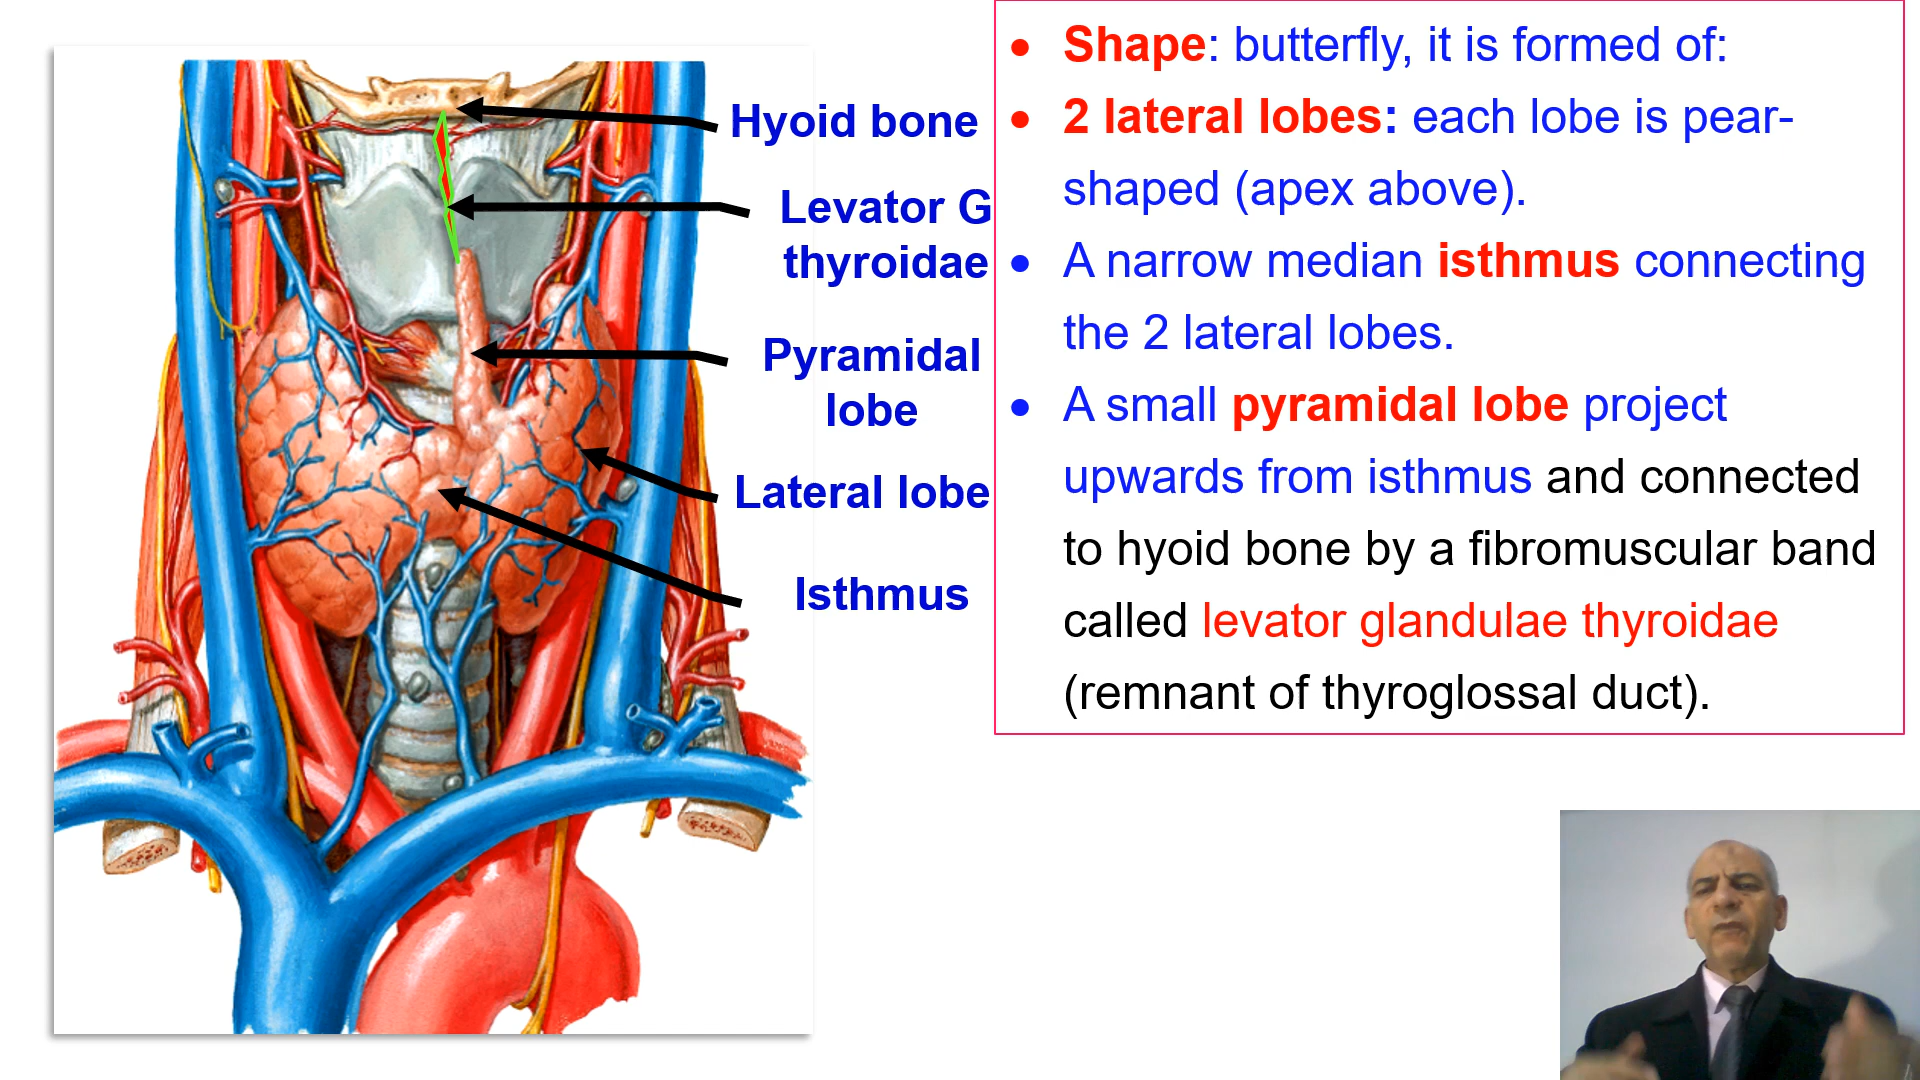 Hyoid bone
Levator G
thyroidae
Pyramidal
lobe
Lateral lobe
Isthmus
• Shape: butterfly, it is formed of:
• 2 lateral lobes: each lobe is pear-
shaped (apex above).
• A narrow median isthmus connecting
the 2 lateral lobes.
• A small pyramidal lobe project
upwards from isthmus and connected
to hyoid bone by a fibromuscular band
called levator glandulae thyroidae
(remnant of thyroglossal duct).